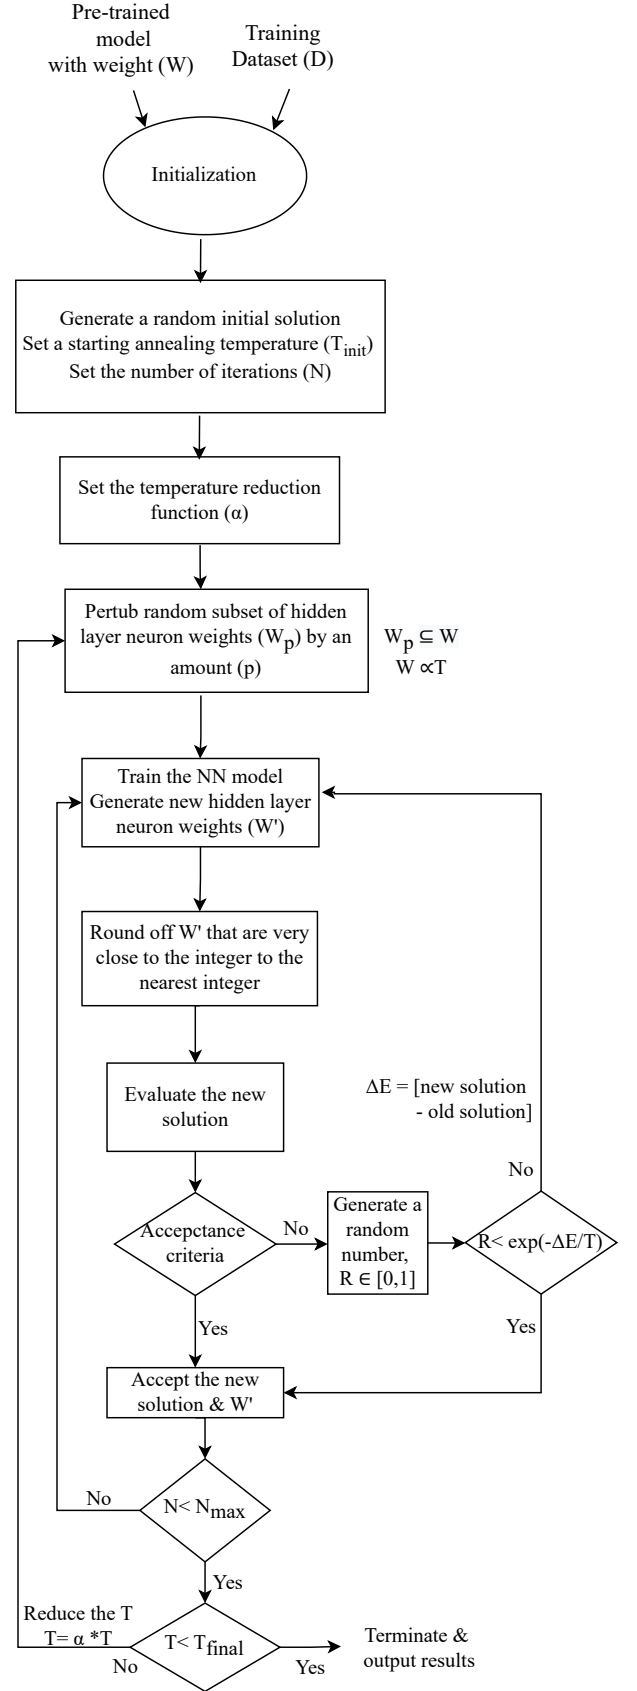 Pre-trained
model
with weight (W)
Training
Dataset (D)
Initialization
Generate a random initial solution
Set a starting annealing temperature (T_init)
Set the number of iterations (N)
Set the temperature reduction
function (α)
Pertub random subset of hidden
layer neuron weights (W_p) by an
amount (p)
W_p ⊆ W
W ∝T
Train the NN model
Generate new hidden layer
neuron weights (W')
Round off W' that are very
close to the integer to the
nearest integer
Evaluate the new
solution
ΔE = [new solution
- old solution]
No
Accepctance
criteria
No
Generate a
random
number,
R ∈ [0,1]
R< exp(-ΔE/T)
Yes
Yes
Accept the new
solution & W'
N< N_max
No
Yes
Reduce the T
T= α *T
No
T< T_final
Yes
Terminate &
output results